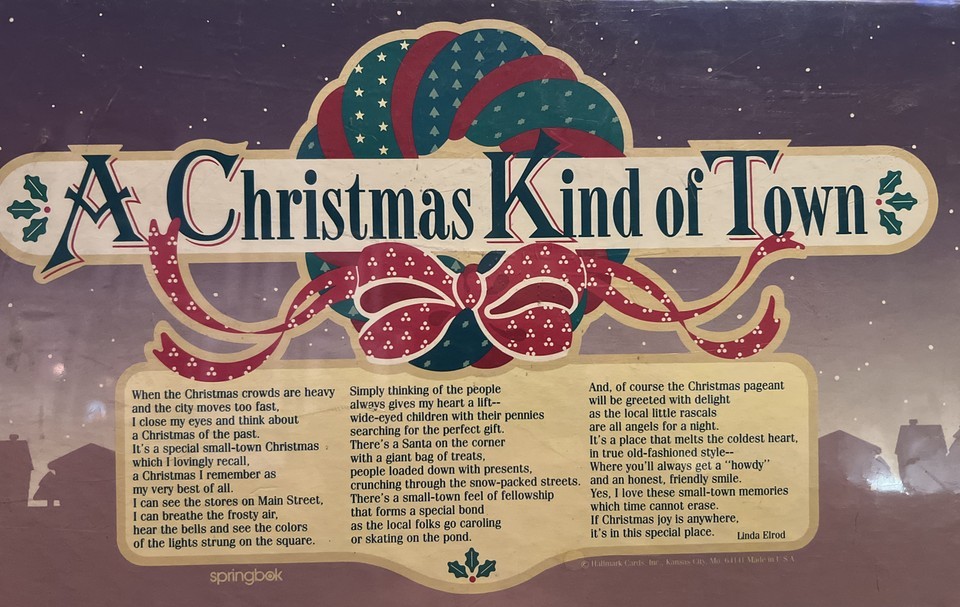 A Christmas Kind of Town
When the Christmas crowds are heavy
and the city moves too fast,
I close my eyes and think about
a Christmas of the past.
It's a special small-town Christmas
which I lovingly recall,
a Christmas I remember as
my very best of all.
I can see the stores on Main Street,
I can breathe the frosty air,
hear the bells and see the colors
of the lights strung on the square.
Simply thinking of the people
always gives my heart a lift--
wide-eyed children with their pennies
searching for the perfect gift.
There's a Santa on the corner
with a giant bag of treats,
people loaded down with presents,
crunching through the snow-packed streets.
There's a small-town feel of fellowship
that forms a special bond
as the local folks go caroling
or skating on the pond.
And, of course the Christmas pageant
will be greeted with delight
as the local little rascals
are all angels for a night.
It's a place that melts the coldest heart,
in true old-fashioned style--
Where you'll always get a "howdy"
and an honest, friendly smile.
Yes, I love these small-town memories
which time cannot erase.
If Christmas joy is anywhere,
it's in this special place.
Linda Elrod
springbok
© Hallmark Cards, Inc., Kansas City, Mo. 64141 Made in U.S.A.